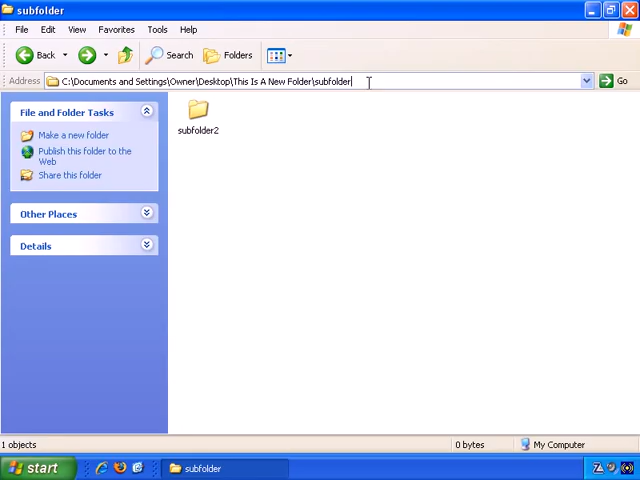 subfolder
File Edit View Favorites Tools Help
Back Search Folders
Address C:\Documents and Settings\Owner\Desktop\This Is A New Folder\subfolder Go
File and Folder Tasks
Make a new folder
Publish this folder to the
Web
Share this folder
Other Places
Details
subfolder2
1 objects 0 bytes My Computer
start subfolder